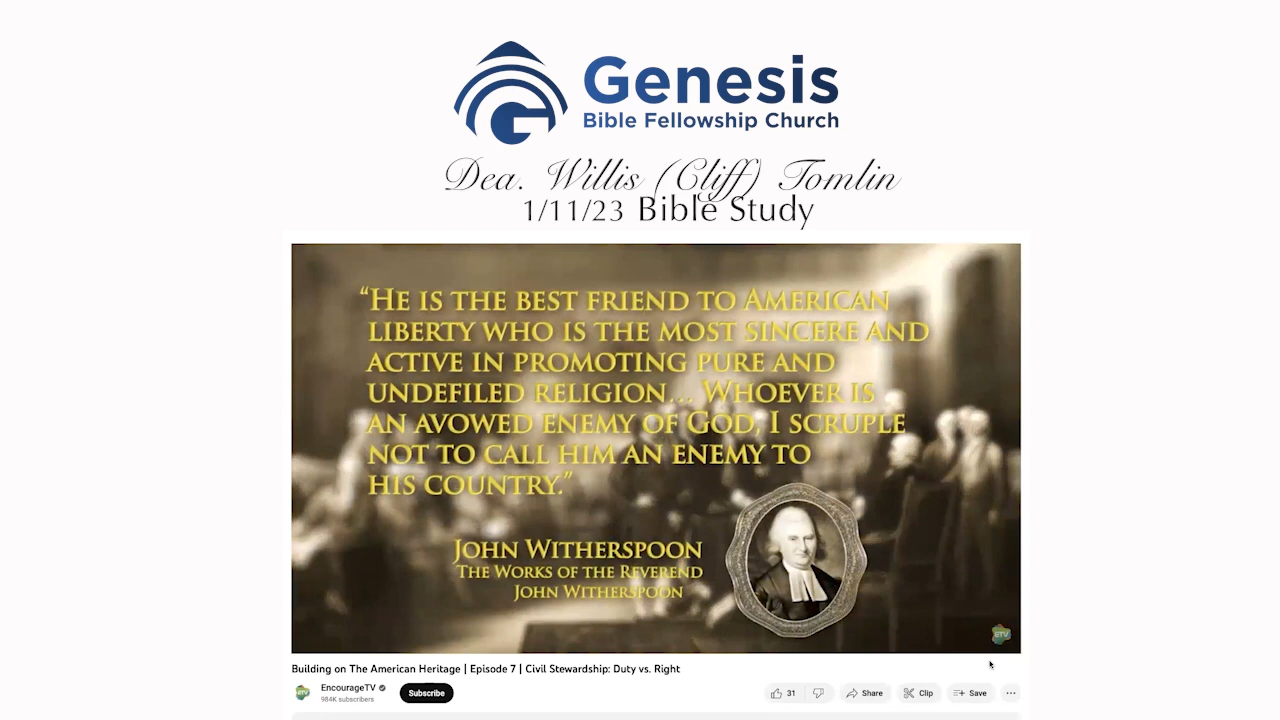 Genesis
Bible Fellowship Church
Dea. Willis (Cliff) Tomlin
1/11/23 Bible Study
“HE IS THE BEST FRIEND TO AMERICAN
LIBERTY WHO IS THE MOST SINCERE AND
ACTIVE IN PROMOTING PURE AND
UNDEFILED RELIGION... WHOEVER IS
AN AVOWED ENEMY OF GOD, I SCRUPLE
NOT TO CALL HIM AN ENEMY TO
HIS COUNTRY.”
JOHN WITHERSPOON
THE WORKS OF THE REVEREND
JOHN WITHERSPOON
ETV
Building on The American Heritage | Episode 7 | Civil Stewardship: Duty vs. Right
ETV
EncourageTV
984K subscribers
Subscribe
31
Share
Clip
Save